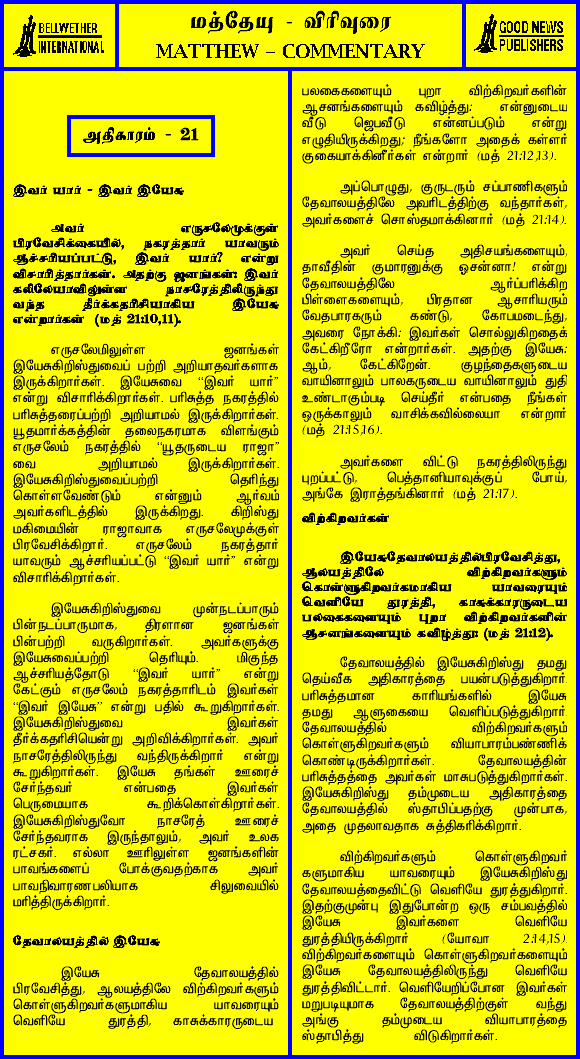 BELLWETHER
INTERNATIONAL
மத்தேயு - விரிவுரை
MATTHEW – COMMENTARY
GOOD NEWS
PUBLISHERS
அதிகாரம் - 21
இவர் யார் - இவர் இயேசு
அவர் எருசலேமுக்குள்
பிரவேசிக்கையில், நகரத்தார் யாவரும்
ஆச்சரியப்பட்டு, இவர் யார்? என்று
விசாரித்தார்கள். அதற்கு ஜனங்கள்: இவர்
கலிலேயாவிலுள்ள நாசரேத்திலிருந்து
வந்த தீர்க்கதரிசியாகிய இயேசு
என்றார்கள் (மத் 21:10,11).
எருசலேமிலுள்ள ஜனங்கள்
இயேசுகிறிஸ்துவைப் பற்றி அறியாதவர்களாக
இருக்கிறார்கள். இயேசுவை “இவர் யார்”
என்று விசாரிக்கிறார்கள். பரிசுத்த நகரத்தில்
பரிசுத்தரைப்பற்றி அறியாமல் இருக்கிறார்கள்.
யூதமார்க்கத்தின் தலைநகரமாக விளங்கும்
எருசலேம் நகரத்தில் “யூதருடைய ராஜா”
வை அறியாமல் இருக்கிறார்கள்.
இயேசுகிறிஸ்துவைப்பற்றி தெரிந்து
கொள்ளவேண்டும் என்னும் ஆர்வம்
அவர்களிடத்தில் இருக்கிறது. கிறிஸ்து
மகிமையின் ராஜாவாக எருசலேமுக்குள்
பிரவேசிக்கிறார். எருசலேம் நகரத்தார்
யாவரும் ஆச்சரியப்பட்டு “இவர் யார்” என்று
விசாரிக்கிறார்கள்.
இயேசுகிறிஸ்துவை முன்நடப்பாரும்
பின்நடப்பாருமாக, திரளான ஜனங்கள்
பின்பற்றி வருகிறார்கள். அவர்களுக்கு
இயேசுவைப்பற்றி தெரியும். மிகுந்த
ஆச்சரியத்தோடு “இவர் யார்” என்று
கேட்கும் எருசலேம் நகரத்தாரிடம் இவர்கள்
“இவர் இயேசு” என்று பதில் கூறுகிறார்கள்.
இயேசுகிறிஸ்துவை இவர்கள்
தீர்க்கதரிசியென்று அறிவிக்கிறார்கள். அவர்
நாசரேத்திலிருந்து வந்திருக்கிறார் என்று
கூறுகிறார்கள். இயேசு தங்கள் ஊரைச்
சேர்ந்தவர் என்பதை இவர்கள்
பெருமையாக கூறிக்கொள்கிறார்கள்.
இயேசுகிறிஸ்துவோ நாசரேத் ஊரைச்
சேர்ந்தவராக இருந்தாலும், அவர் உலக
ரட்சகர். எல்லா ஊரிலுள்ள ஜனங்களின்
பாவங்களைப் போக்குவதற்காக அவர்
பாவநிவாரணபலியாக சிலுவையில்
மரித்திருக்கிறார்.
தேவாலயத்தில் இயேசு
இயேசு தேவாலயத்தில்
பிரவேசித்து, ஆலயத்திலே விற்கிறவர்களும்
கொள்ளுகிறவர்களுமாகிய யாவரையும்
வெளியே துரத்தி, காசுக்காரருடைய
பலகைகளையும் புறா விற்கிறவர்களின்
ஆசனங்களையும் கவிழ்த்து: என்னுடைய
வீடு ஜெபவீடு என்னப்படும் என்று
எழுதியிருக்கிறது; நீங்களோ அதைக் கள்ளர்
குகையாக்கினீர்கள் என்றார் (மத் 21:12,13).
அப்பொழுது, குருடரும் சப்பாணிகளும்
தேவாலயத்திலே அவரிடத்திற்கு வந்தார்கள்,
அவர்களைச் சொஸ்தமாக்கினார் (மத் 21:14).
அவர் செய்த அதிசயங்களையும்,
தாவீதின் குமாரனுக்கு ஓசன்னா! என்று
தேவாலயத்திலே ஆர்ப்பரிக்கிற
பிள்ளைகளையும், பிரதான ஆசாரியரும்
வேதபாரகரும் கண்டு, கோபமடைந்து,
அவரை நோக்கி: இவர்கள் சொல்லுகிறதைக்
கேட்கிறீரோ என்றார்கள். அதற்கு இயேசு:
ஆம், கேட்கிறேன். குழந்தைகளுடைய
வாயினாலும் பாலகருடைய வாயினாலும் துதி
உண்டாகும்படி செய்தீர் என்பதை நீங்கள்
ஒருக்காலும் வாசிக்கவில்லையா என்றார்
(மத் 21:15,16).
அவர்களை விட்டு நகரத்திலிருந்து
புறப்பட்டு, பெத்தானியாவுக்குப் போய்,
அங்கே இராத்தங்கினார் (மத் 21:17).
விற்கிறவர்கள்
இயேசுதேவாலயத்தில்பிரவேசித்து,
ஆலயத்திலே விற்கிறவர்களும்
கொள்ளுகிறவர்களுமாகிய யாவரையும்
வெளியே துரத்தி, காசுக்காரருடைய
பலகைகளையும் புறா விற்கிறவர்களின்
ஆசனங்களையும் கவிழ்த்து: (மத் 21:12).
தேவாலயத்தில் இயேசுகிறிஸ்து தமது
தெய்வீக அதிகாரத்தை பயன்படுத்துகிறார்.
பரிசுத்தமான காரியங்களில் இயேசு
தமது ஆளுகையை வெளிப்படுத்துகிறார்.
தேவாலயத்தில் விற்கிறவர்களும்
கொள்ளுகிறவர்களும் வியாபாரம்பண்ணிக்
கொண்டிருக்கிறார்கள். தேவாலயத்தின்
பரிசுத்தத்தை அவர்கள் மாசுபடுத்துகிறார்கள்.
இயேசுகிறிஸ்து தம்முடைய அதிகாரத்தை
தேவாலயத்தில் ஸ்தாபிப்பதற்கு முன்பாக,
அதை முதலாவதாக சுத்திகரிக்கிறார்.
விற்கிறவர்களும் கொள்ளுகிறவர்
களுமாகிய யாவரையும் இயேசுகிறிஸ்து
தேவாலயத்தைவிட்டு வெளியே துரத்துகிறார்.
இதற்குமுன்பு இதுபோன்ற ஒரு சம்பவத்தில்
இயேசு இவர்களை வெளியே
துரத்தியிருக்கிறார் (யோவா 2:14,15).
விற்கிறவர்களையும் கொள்ளுகிறவர்களையும்
இயேசு தேவாலயத்திலிருந்து வெளியே
துரத்திவிட்டார். வெளியேறிப்போன இவர்கள்
மறுபடியுமாக தேவாலயத்திற்குள் வந்து
அங்கு தம்முடைய வியாபாரத்தை
ஸ்தாபித்து விடுகிறார்கள்.